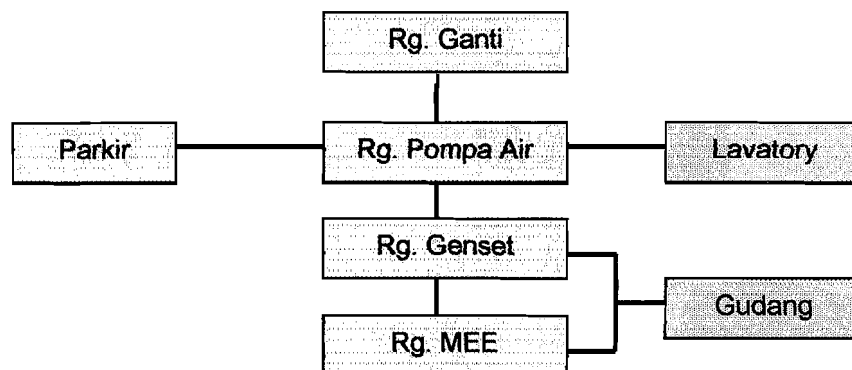 Rg. Ganti
Parkir
Rg. Pompa Air
Lavatory
Rg. Genset
Gudang
Rg. MEE